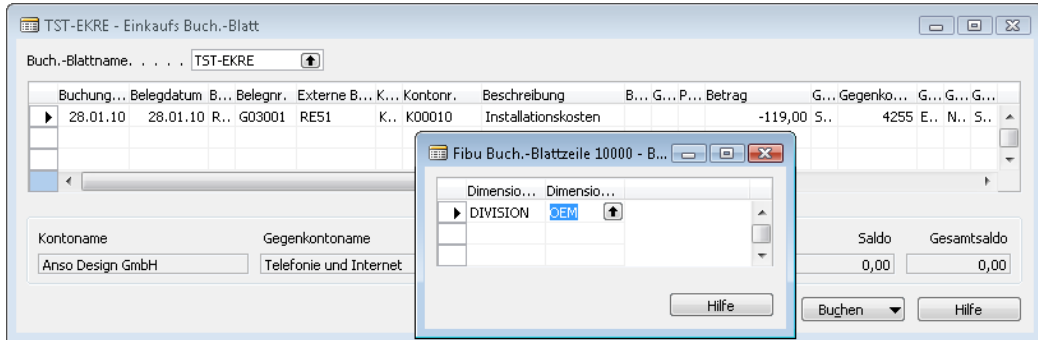 TST-EKRE - Einkaufs Buch.-Blatt
Buch.-Blattname. . . . . TST-EKRE
Buchung... Belegdatum B... Belegnr. Externe B... K... Kontonr. Beschreibung B... G... P... Betrag G... Gegenko... G... G... G...
28.01.10 28.01.10 R.. G03001 RE51 K.. K00010 Installationskosten -119,00 S.. 4255 E.. N.. S..
Fibu Buch.-Blattzeile 10000 - B...
Dimensio... Dimensio...
DIVISION OEM
Kontoname Gegenkontoname Saldo Gesamtsaldo
Anso Design GmbH Telefonie und Internet 0,00 0,00
Hilfe
Buchen Hilfe